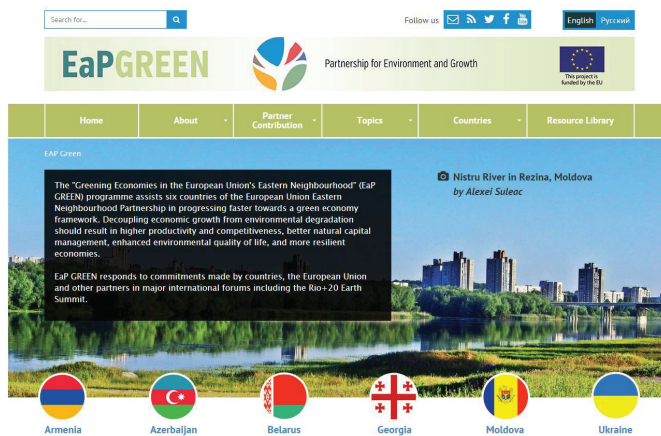 Search for...
Follow us
English Русский
EaPGREEN
Partnership for Environment and Growth
This project is
funded by the EU
Home
About
Partner
Contribution
Topics
Countries
Resource Library
EAP Green
The "Greening Economies in the European Union's Eastern Neighbourhood" (EaP
GREEN) programme assists six countries of the European Union Eastern
Neighbourhood Partnership in progressing faster towards a green economy
framework. Decoupling economic growth from environmental degradation
should result in higher productivity and competitiveness, better natural capital
management, enhanced environmental quality of life, and more resilient
economies.
EaP GREEN responds to commitments made by countries, the European Union
and other partners in major international forums including the Rio+20 Earth
Summit.
Nistru River in Rezina, Moldova
by Alexei Suleac
Armenia
Azerbaijan
Belarus
Georgia
Moldova
Ukraine